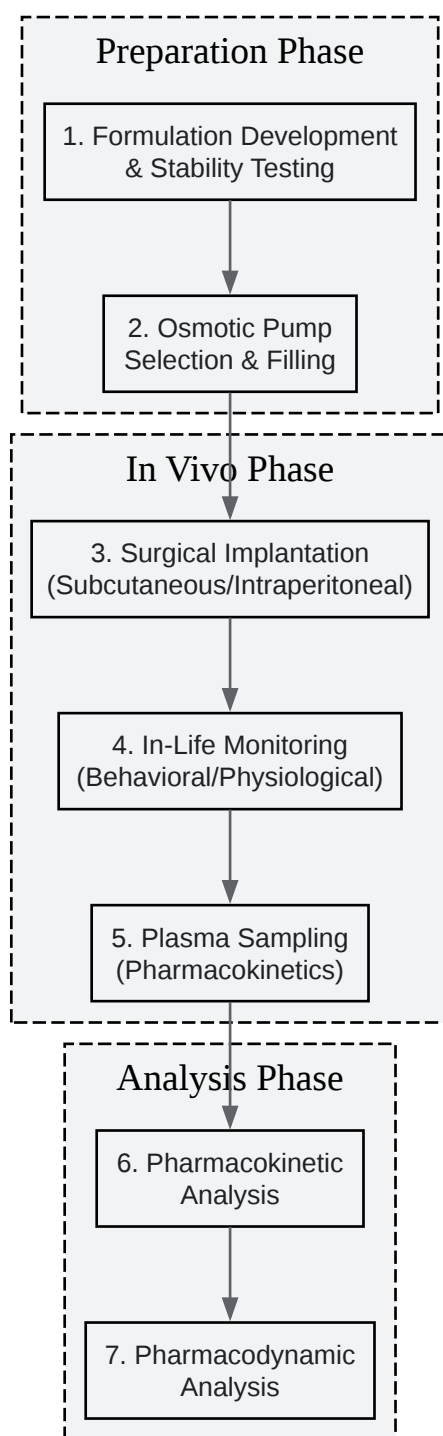 Preparation Phase
1. Formulation Development
& Stability Testing
2. Osmotic Pump
Selection & Filling
In Vivo Phase
3. Surgical Implantation
(Subcutaneous/Intraperitoneal)
4. In-Life Monitoring
(Behavioral/Physiological)
5. Plasma Sampling
(Pharmacokinetics)
Analysis Phase
6. Pharmacokinetic
Analysis
7. Pharmacodynamic
Analysis